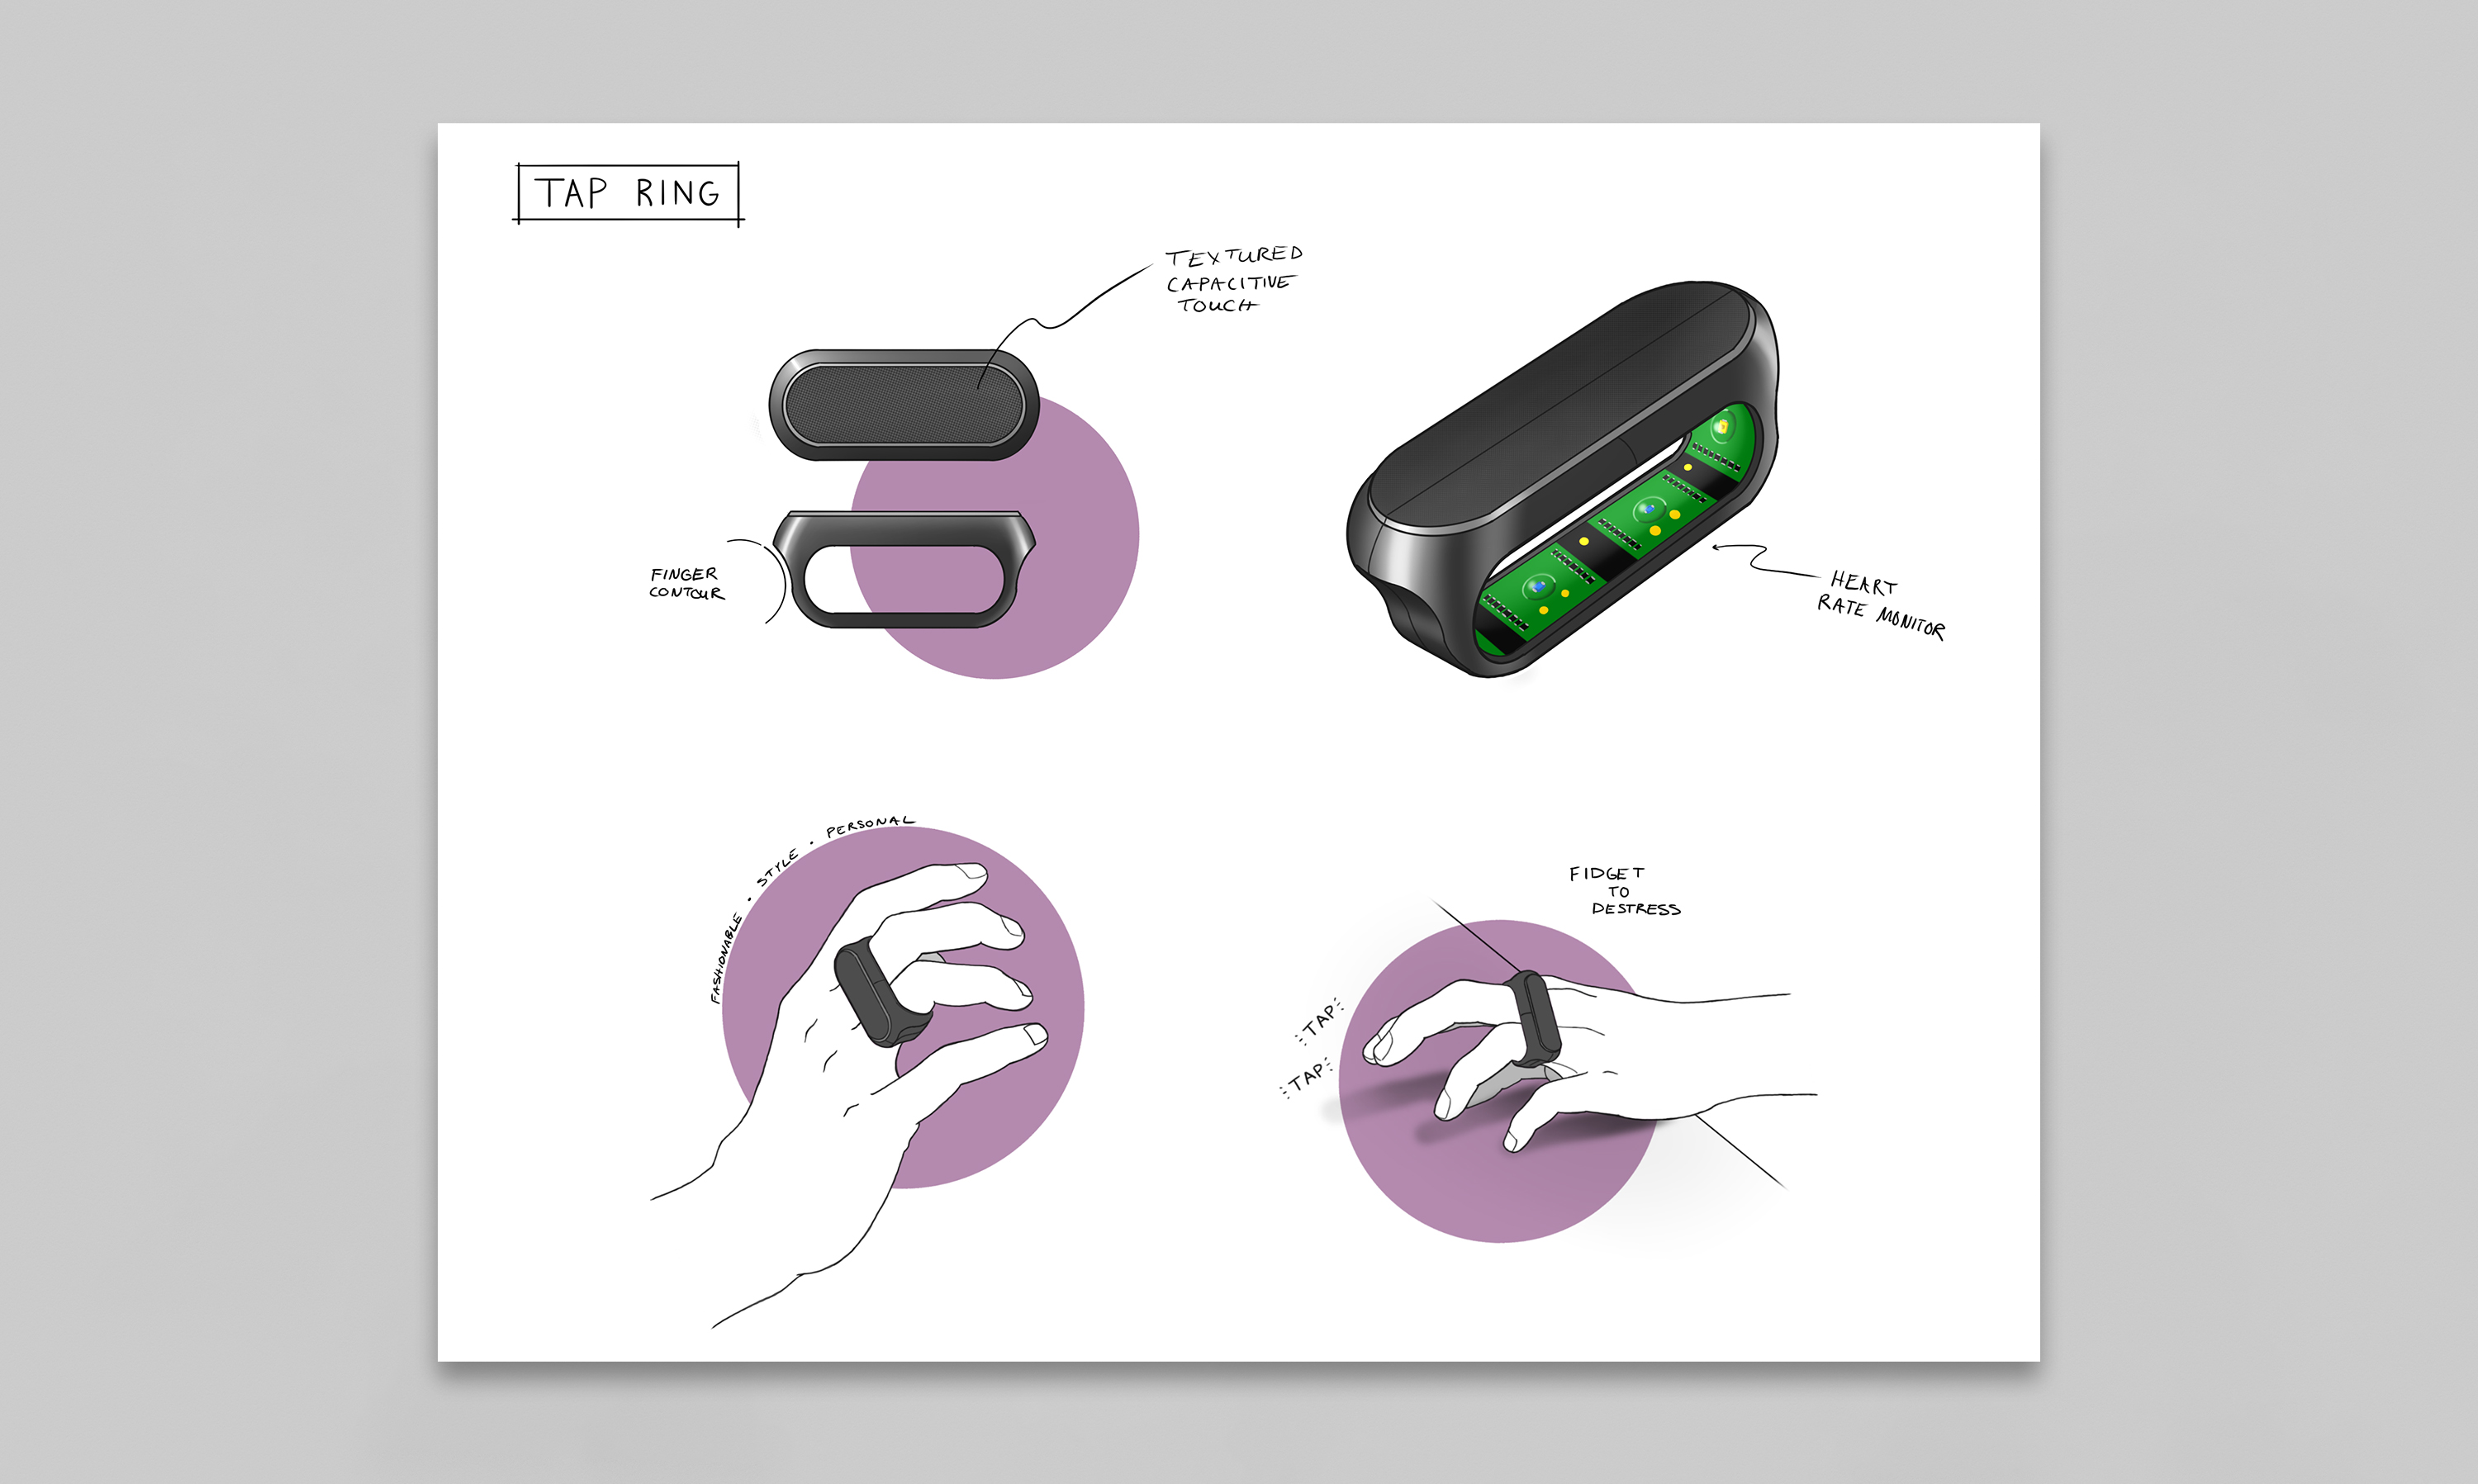 TAP RING
TEXTURED
CAPACITIVE
TOUCH
FINGER
CONTOUR
HEART
RATE MONITOR
FASHIONABLE • STYLE • PERSONAL
FIDGET
TO
DESTRESS
TAP
TAP